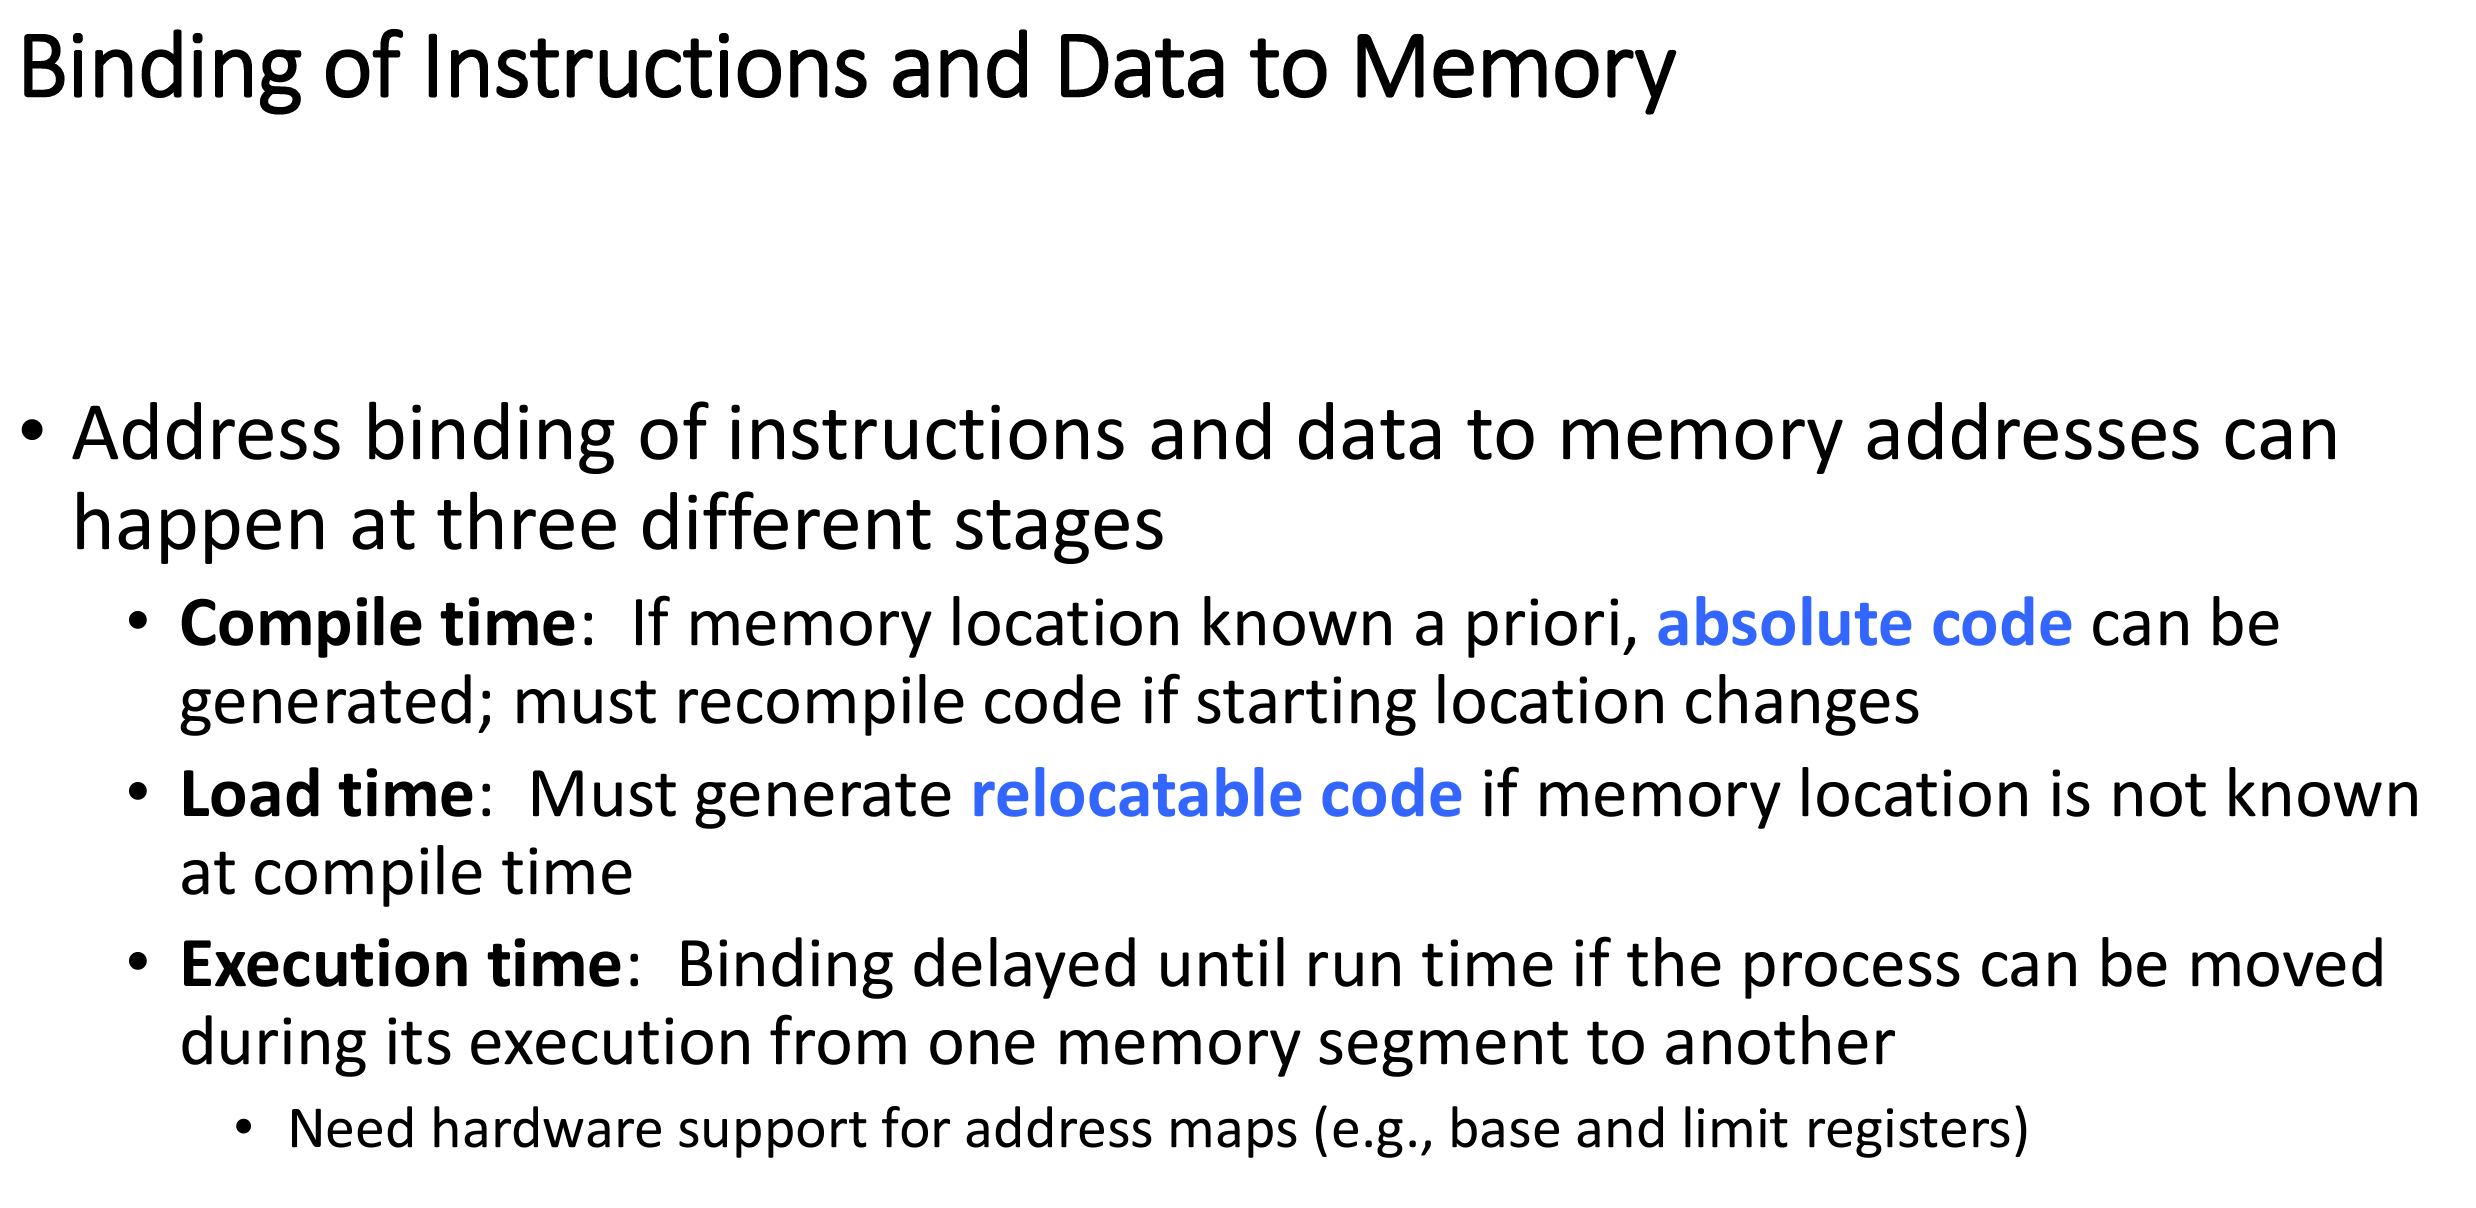 Binding of Instructions and Data to Memory
• Address binding of instructions and data to memory addresses can
happen at three different stages
• Compile time:  If memory location known a priori, absolute code can be
generated; must recompile code if starting location changes
• Load time:  Must generate relocatable code if memory location is not known
at compile time
• Execution time:  Binding delayed until run time if the process can be moved
during its execution from one memory segment to another
• Need hardware support for address maps (e.g., base and limit registers)